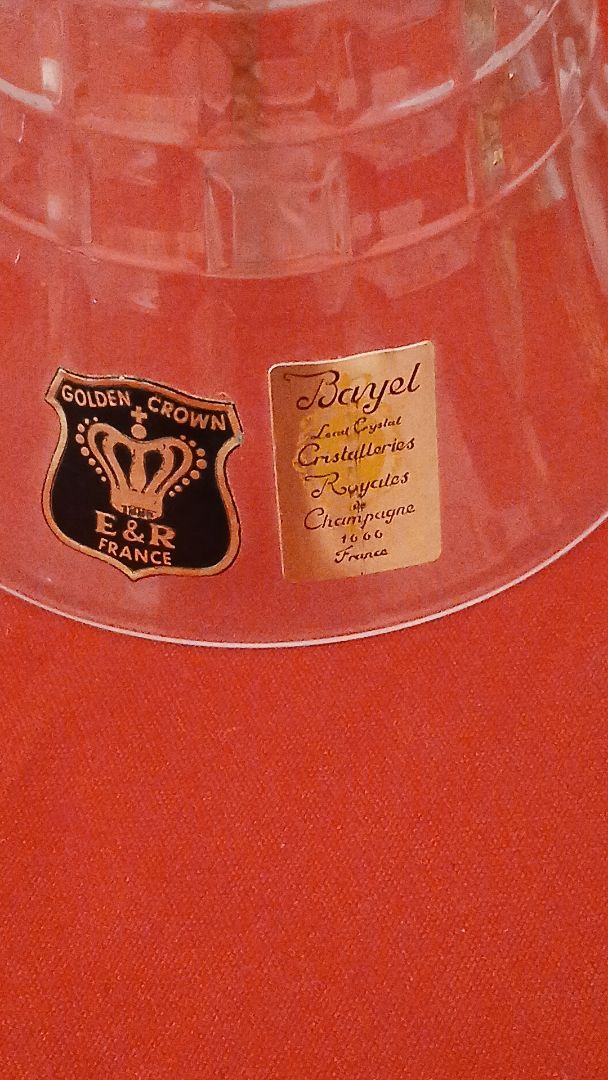 GOLDEN CROWN
E&R
FRANCE
Bayel
Lead Crystal
Cristalleries
Royales
de
Champagne
1666
France